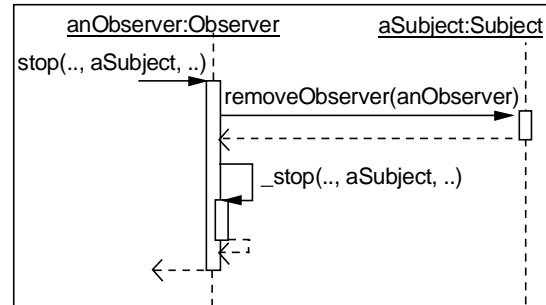 anObserver:Observer
aSubject:Subject
stop(.., aSubject, ..)
removeObserver(anObserver)
_stop(.., aSubject, ..)